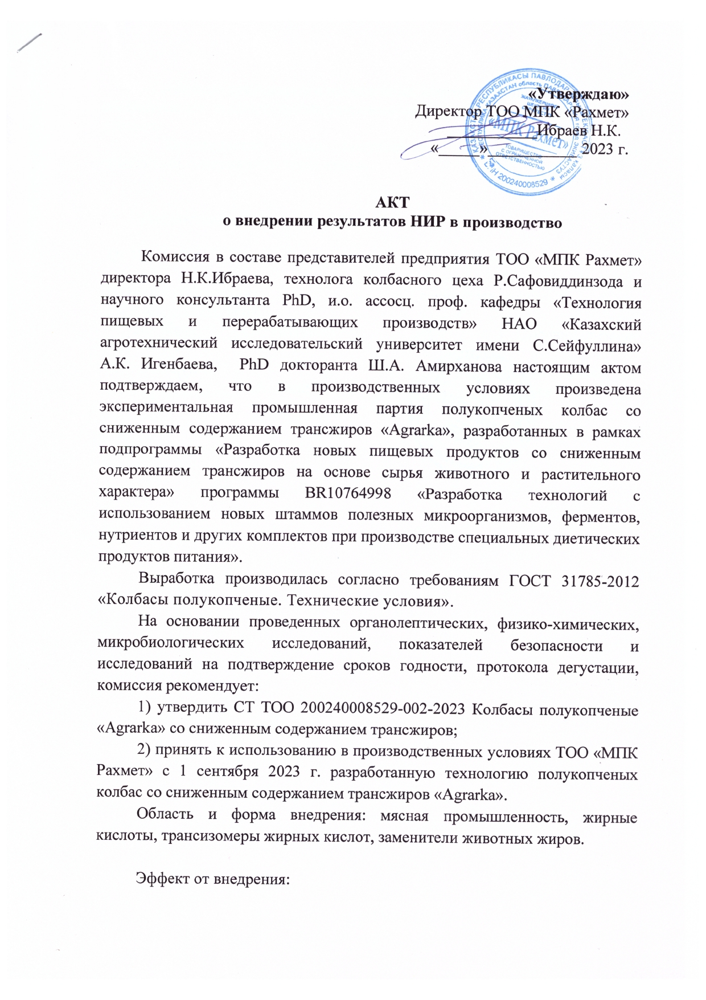 «Утверждаю»
Директор ТОО МПК «Рахмет»
___________Ибраев Н.К.
«_____»___________ 2023 г.
«МПК Рахмет»
ТОВАРИЩЕСТВО
С ОГРАНИЧЕННОЙ
ОТВЕТСТВЕННОСТЬЮ
200240008529
АКТ
о внедрении результатов НИР в производство
Комиссия в составе представителей предприятия ТОО «МПК Рахмет»
директора Н.К.Ибраева, технолога колбасного цеха Р.Сафовиддинзода и
научного консультанта PhD, и.о. ассосц. проф. кафедры «Технология
пищевых и перерабатывающих производств» НАО «Казахский
агротехнический исследовательский университет имени С.Сейфуллина»
А.К. Игенбаева, PhD докторанта Ш.А. Амирханова настоящим актом
подтверждаем, что в производственных условиях произведена
экспериментальная промышленная партия полукопченых колбас со
сниженным содержанием трансжиров «Agrarka», разработанных в рамках
подпрограммы «Разработка новых пищевых продуктов со сниженным
содержанием трансжиров на основе сырья животного и растительного
характера» программы BR10764998 «Разработка технологий с
использованием новых штаммов полезных микроорганизмов, ферментов,
нутриентов и других комплектов при производстве специальных диетических
продуктов питания».
Выработка производилась согласно требованиям ГОСТ 31785-2012
«Колбасы полукопченые. Технические условия».
На основании проведенных органолептических, физико-химических,
микробиологических исследований, показателей безопасности и
исследований на подтверждение сроков годности, протокола дегустации,
комиссия рекомендует:
1) утвердить СТ ТОО 200240008529-002-2023 Колбасы полукопченые
«Agrarka» со сниженным содержанием трансжиров;
2) принять к использованию в производственных условиях ТОО «МПК
Рахмет» с 1 сентября 2023 г. разработанную технологию полукопченых
колбас со сниженным содержанием трансжиров «Agrarka».
Область и форма внедрения: мясная промышленность, жирные
кислоты, трансизомеры жирных кислот, заменители животных жиров.
Эффект от внедрения: